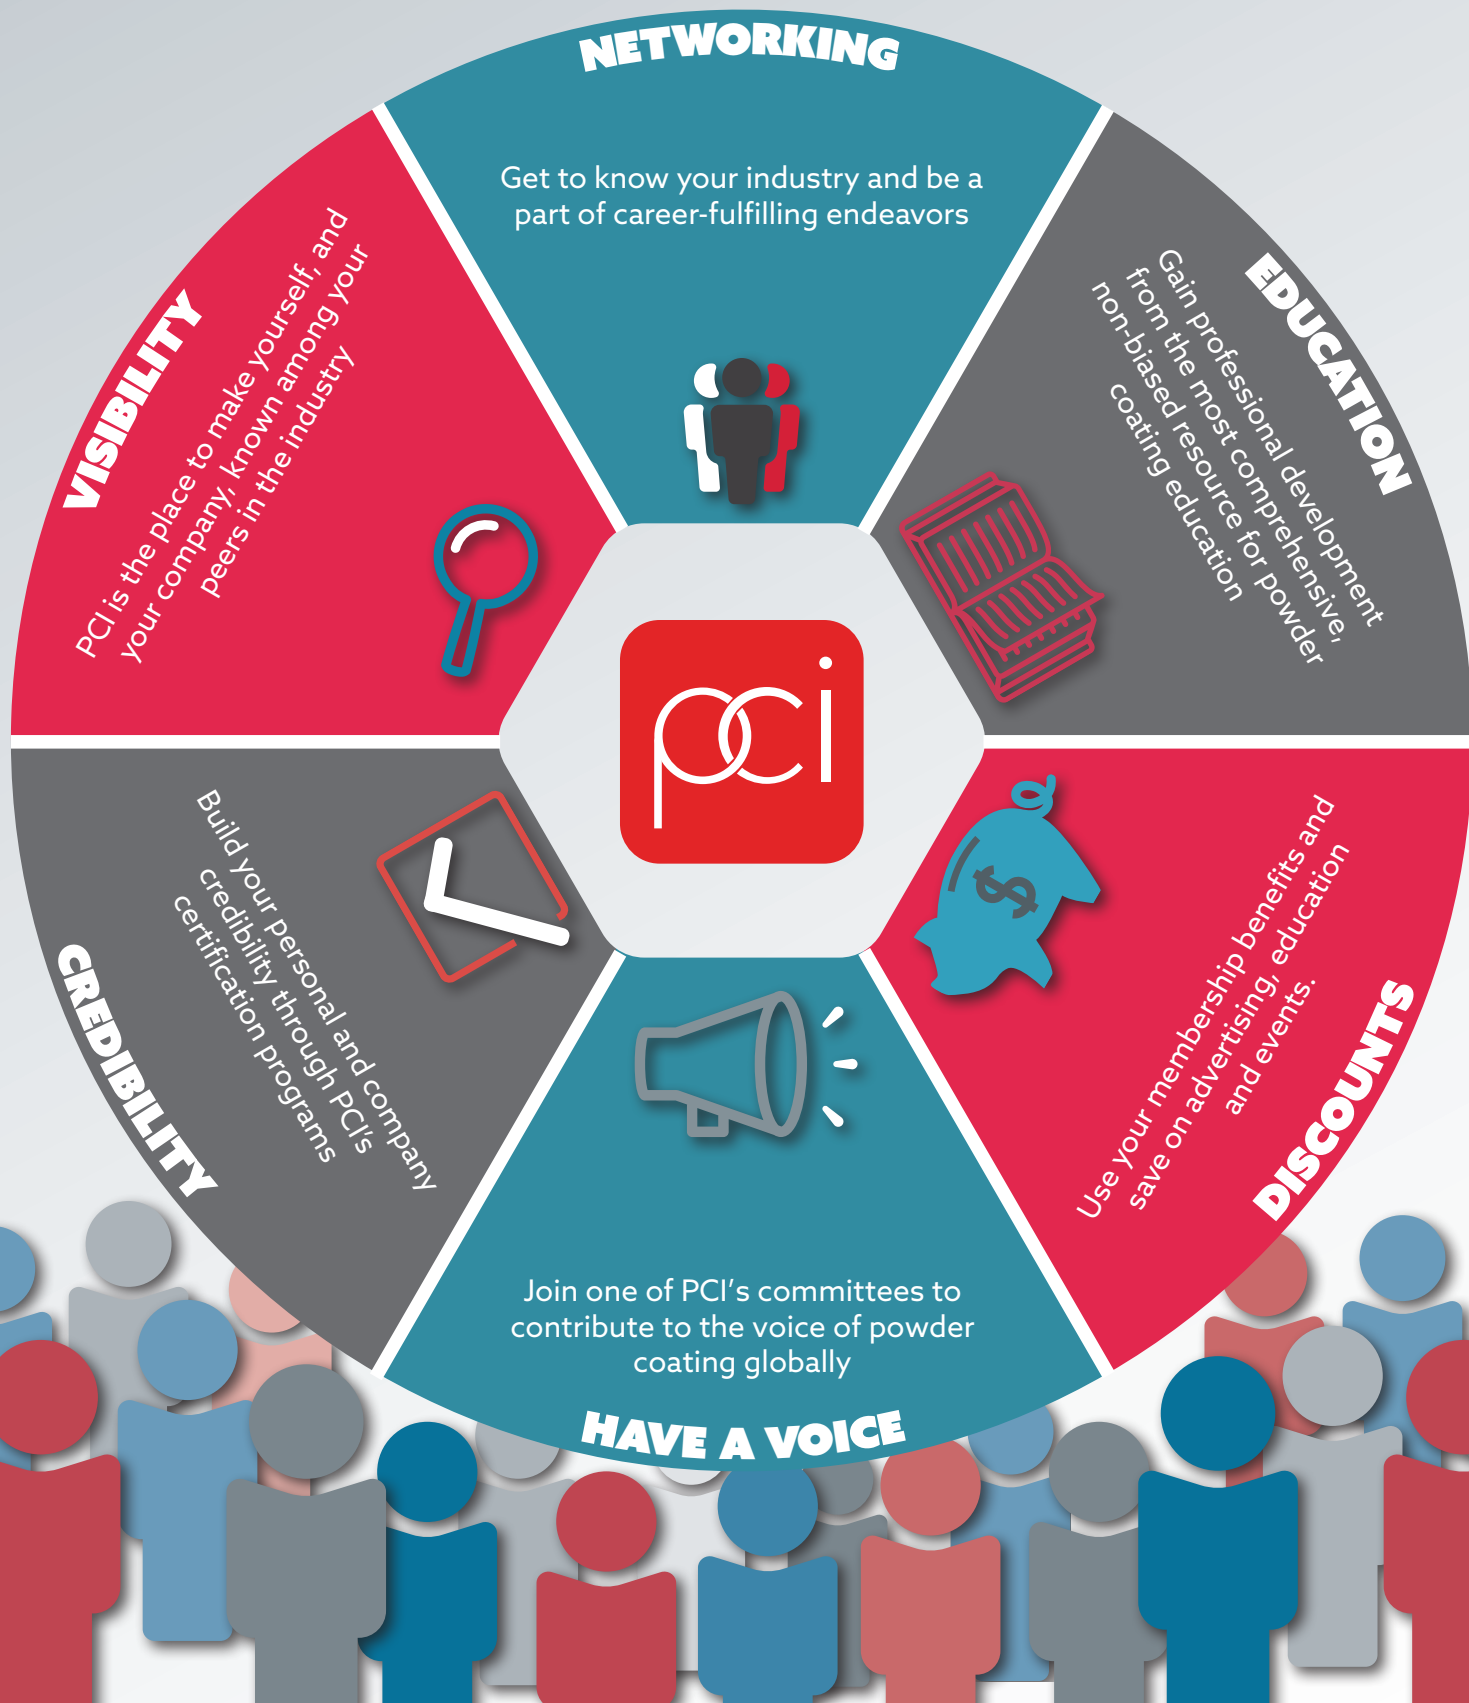 NETWORKING
Get to know your industry and be a
part of career-fulfilling endeavors
EDUCATION
Gain professional development
from the most comprehensive,
non-biased resource for powder
coating education
DISCOUNTS
Use your membership benefits and
save on advertising, education
and events.
Join one of PCI's committees to
contribute to the voice of powder
coating globally
HAVE A VOICE
CREDIBILITY
Build your personal and company
credibility through PCI's
certification programs
VISIBILITY
PCI is the place to make yourself, and
your company, known among your
peers in the industry
pci
$